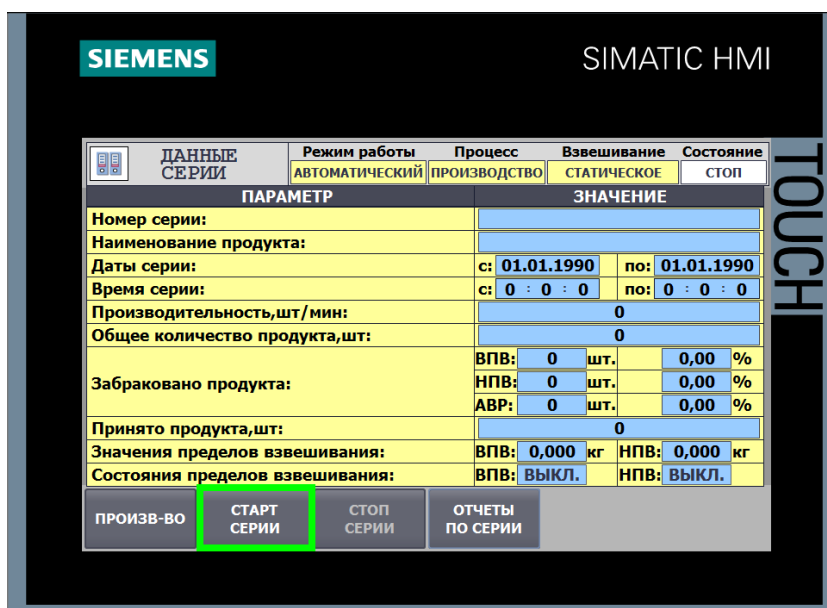 SIEMENS
SIMATIC HMI
TOUCH
ДАННЫЕ СЕРИИ
Режим работы Процесс Взвешивание Состояние
АВТОМАТИЧЕСКИЙ ПРОИЗВОДСТВО СТАТИЧЕСКОЕ СТОП
ПАРАМЕТР ЗНАЧЕНИЕ
Номер серии:
Наименование продукта:
Даты серии: с: 01.01.1990 по: 01.01.1990
Время серии: с: 0 : 0 : 0 по: 0 : 0 : 0
Производительность,шт/мин: 0
Общее количество продукта,шт: 0
Забраковано продукта:
ВПВ: 0 шт. 0,00 %
НПВ: 0 шт. 0,00 %
АВР: 0 шт. 0,00 %
Принято продукта,шт: 0
Значения пределов взвешивания: ВПВ: 0,000 кг НПВ: 0,000 кг
Состояния пределов взвешивания: ВПВ: ВЫКЛ. НПВ: ВЫКЛ.
ПРОИЗВ-ВО
СТАРТ
СЕРИИ
СТОП
СЕРИИ
ОТЧЕТЫ
ПО СЕРИИ